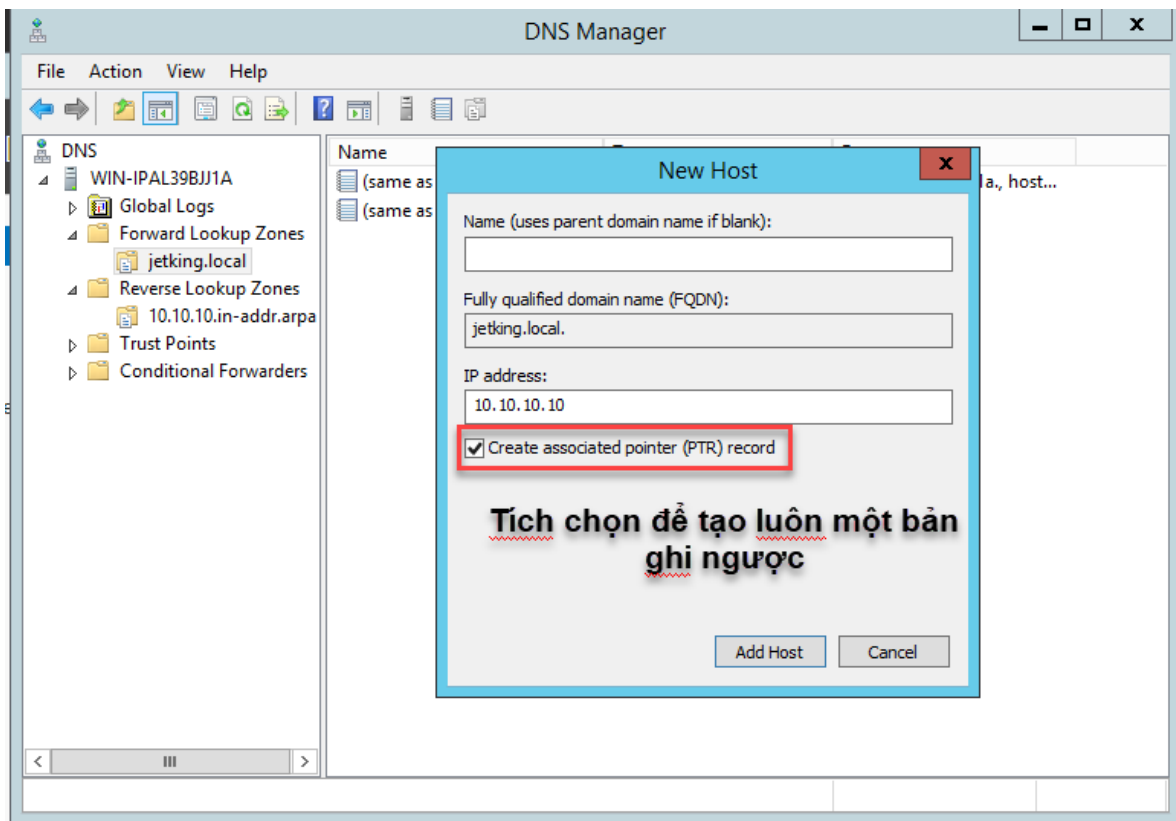 DNS Manager
File Action View Help
DNS
WIN-IPAL39BJJ1A
Global Logs
Forward Lookup Zones
jetking.local
Reverse Lookup Zones
10.10.10.in-addr.arpa
Trust Points
Conditional Forwarders
Name
(same as
(same as
1a., host...
New Host
Name (uses parent domain name if blank):
Fully qualified domain name (FQDN):
jetking.local.
IP address:
10.10.10.10
Create associated pointer (PTR) record
Tích chọn để tạo luôn một bản
ghi ngược
Add Host Cancel